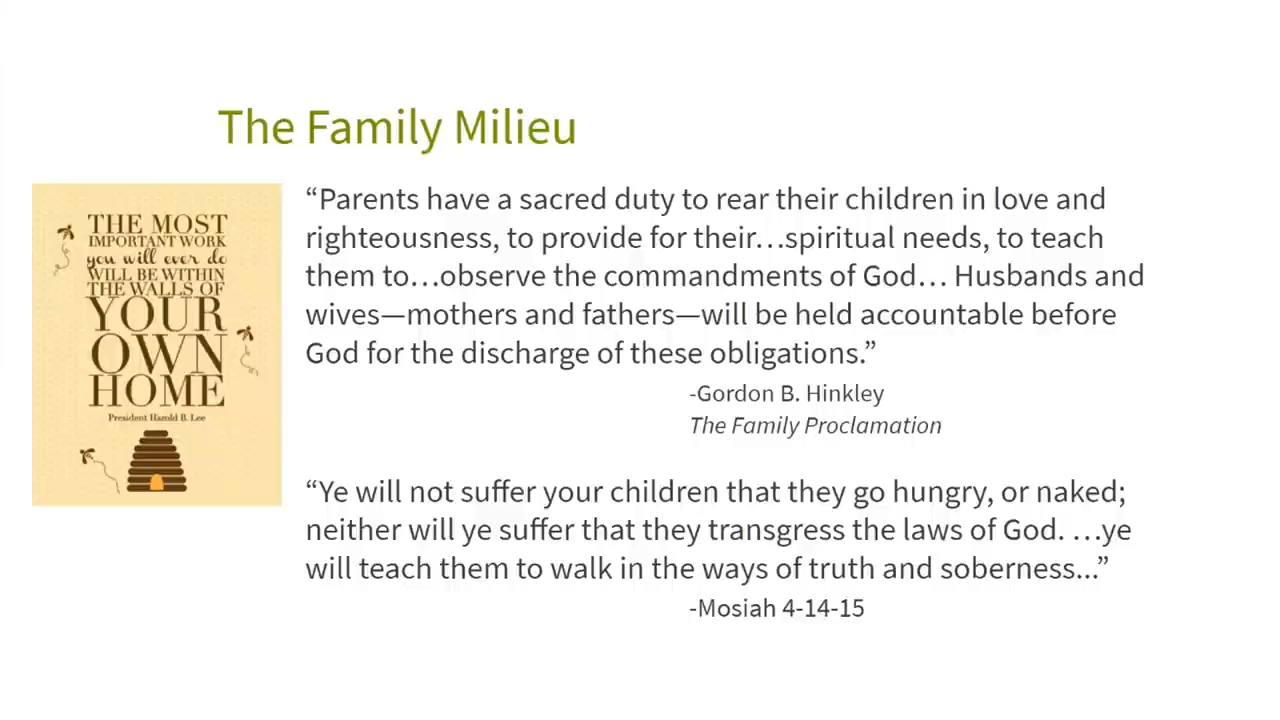 The Family Milieu
THE MOST
IMPORTANT WORK
you will ever do
WILL BE WITHIN
THE WALLS OF
YOUR
OWN
HOME
President Harold B. Lee
“Parents have a sacred duty to rear their children in love and
righteousness, to provide for their…spiritual needs, to teach
them to…observe the commandments of God… Husbands and
wives—mothers and fathers—will be held accountable before
God for the discharge of these obligations.”
-Gordon B. Hinkley
The Family Proclamation
“Ye will not suffer your children that they go hungry, or naked;
neither will ye suffer that they transgress the laws of God. …ye
will teach them to walk in the ways of truth and soberness...”
-Mosiah 4-14-15